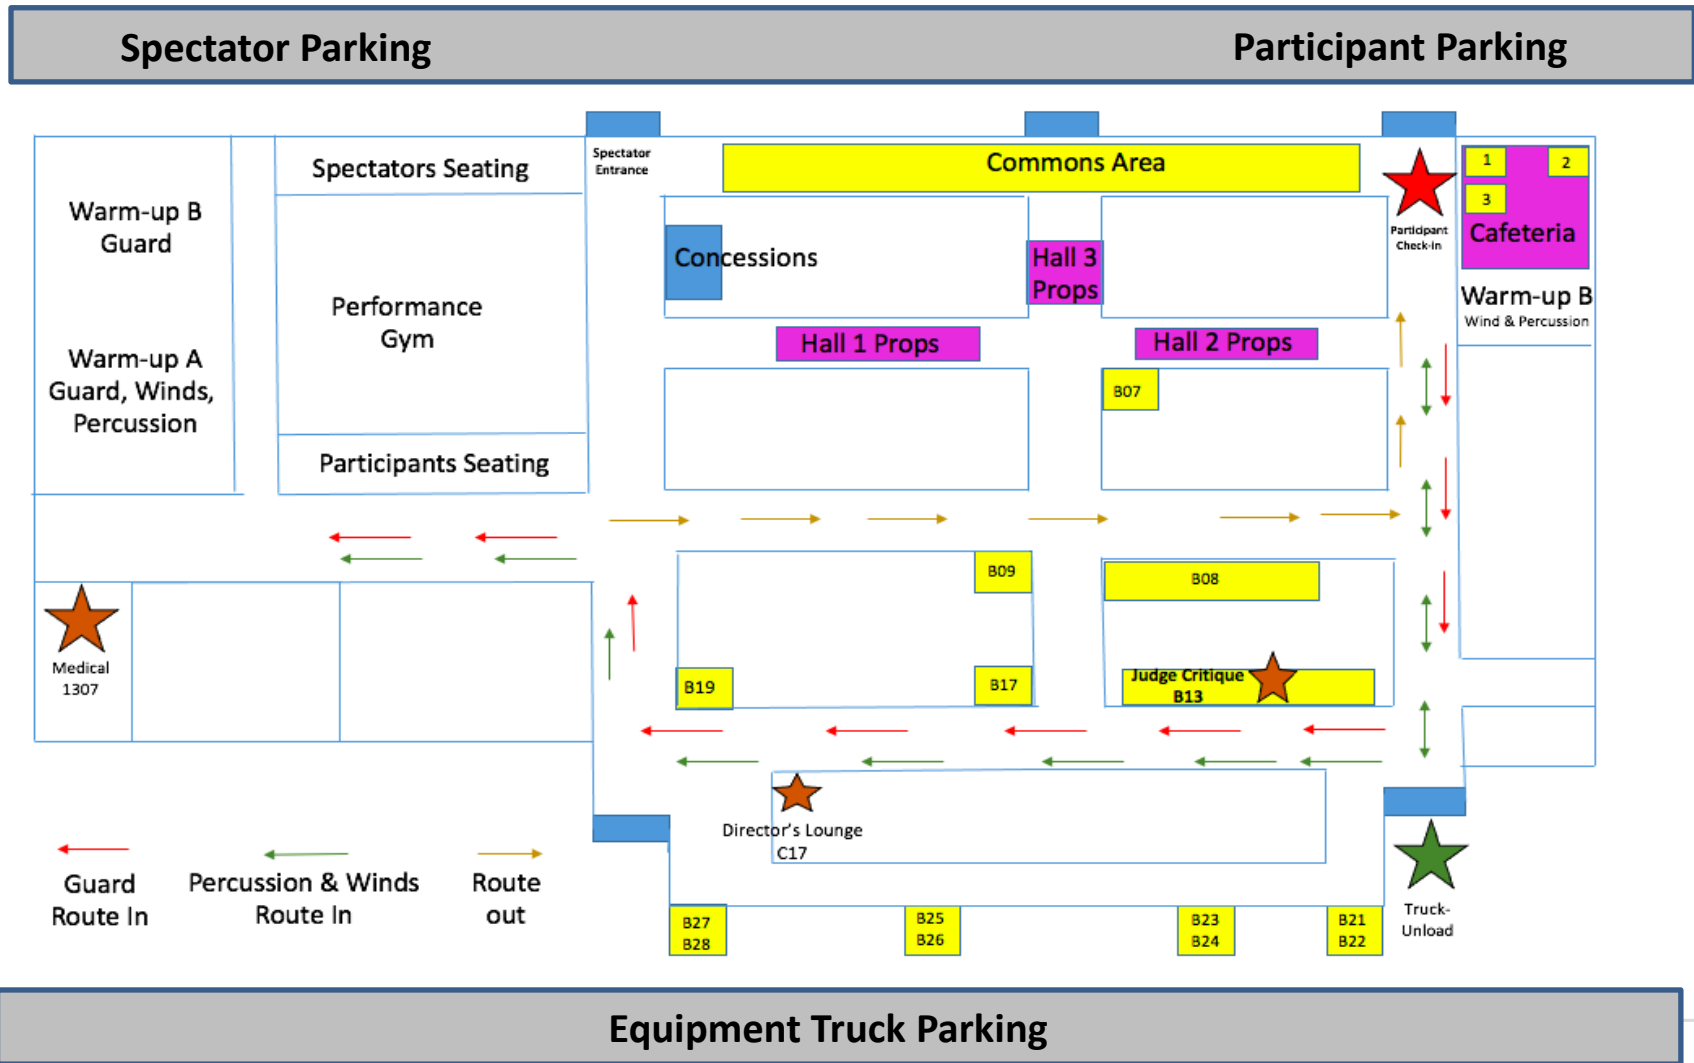 Spectator Parking
Participant Parking
Spectator
Entrance
Spectators Seating
Commons Area
1
2
3
Cafeteria
Participant
Check-in
Warm-up B
Guard
Concessions
Hall 3
Props
Warm-up B
Wind & Percussion
Performance
Gym
Hall 1 Props
Hall 2 Props
Warm-up A
Guard, Winds,
Percussion
B07
Participants Seating
B09
B08
Medical
1307
B19
B17
Judge Critique
B13
Director's Lounge
C17
Guard
Route In
Percussion & Winds
Route In
Route
out
B27
B28
B25
B26
B23
B24
B21
B22
Truck-
Unload
Equipment Truck Parking